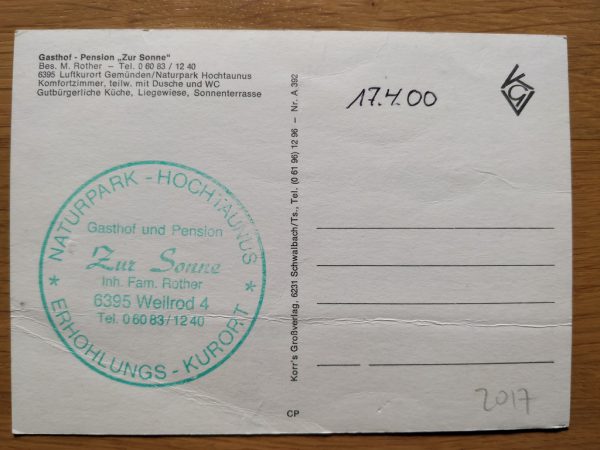 Gasthof - Pension „Zur Sonne"
Bes. M. Rother – Tel. 0 60 83 / 12 40
6395 Luftkurort Gemünden/Naturpark Hochtaunus
Komfortzimmer, teilw. mit Dusche und WC
Gutbürgerliche Küche, Liegewiese, Sonnenterrasse
NATURPARK - HOCHTAUNUS
Gasthof und Pension
Zur Sonne
Inh. Fam. Rother
6395 Weilrod 4
Tel. 0 60 83 / 12 40
* ERHOHLUNGS - KURORT *
Korr's Großverlag, 6231 Schwalbach/Ts., Tel. (0 61 96) 12 96 – Nr. A 392
CP
KGV
17.4.00
2017